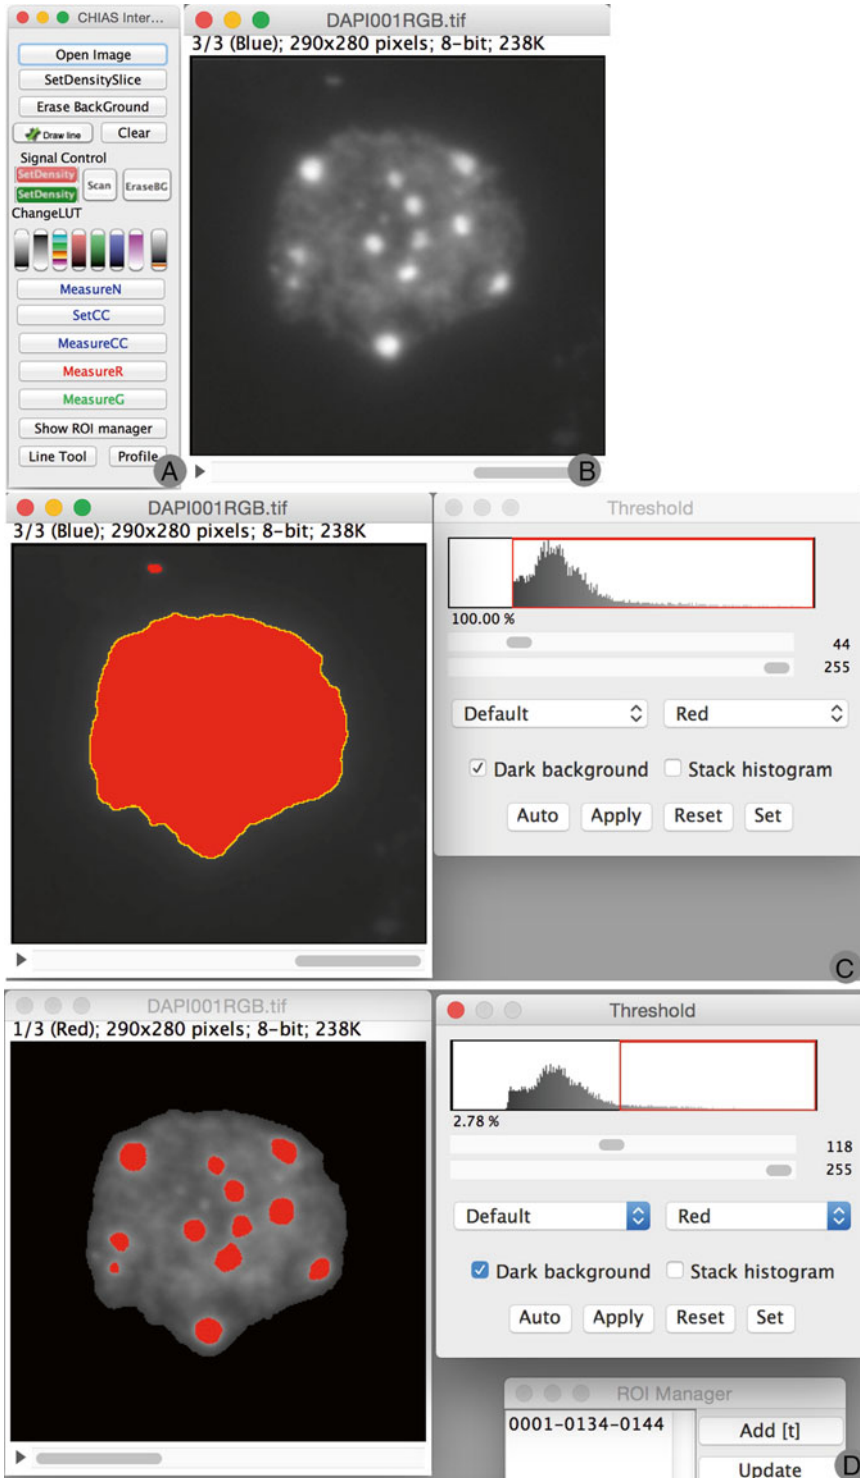 CHIAS Inter...
Open Image
SetDensitySlice
Erase BackGround
Draw line Clear
Signal Control
SetDensity
SetDensity
Scan EraseBG
ChangeLUT
MeasureN
SetCC
MeasureCC
MeasureR
MeasureG
Show ROI manager
Line Tool Profile
A
DAPI001RGB.tif
3/3 (Blue); 290x280 pixels; 8-bit; 238K
B
DAPI001RGB.tif
3/3 (Blue); 290x280 pixels; 8-bit; 238K
Threshold
100.00 %
44
255
Default Red
Dark background Stack histogram
Auto Apply Reset Set
C
DAPI001RGB.tif
1/3 (Red); 290x280 pixels; 8-bit; 238K
Threshold
2.78 %
118
255
Default Red
Dark background Stack histogram
Auto Apply Reset Set
ROI Manager
0001-0134-0144
Add [t]
Update
D